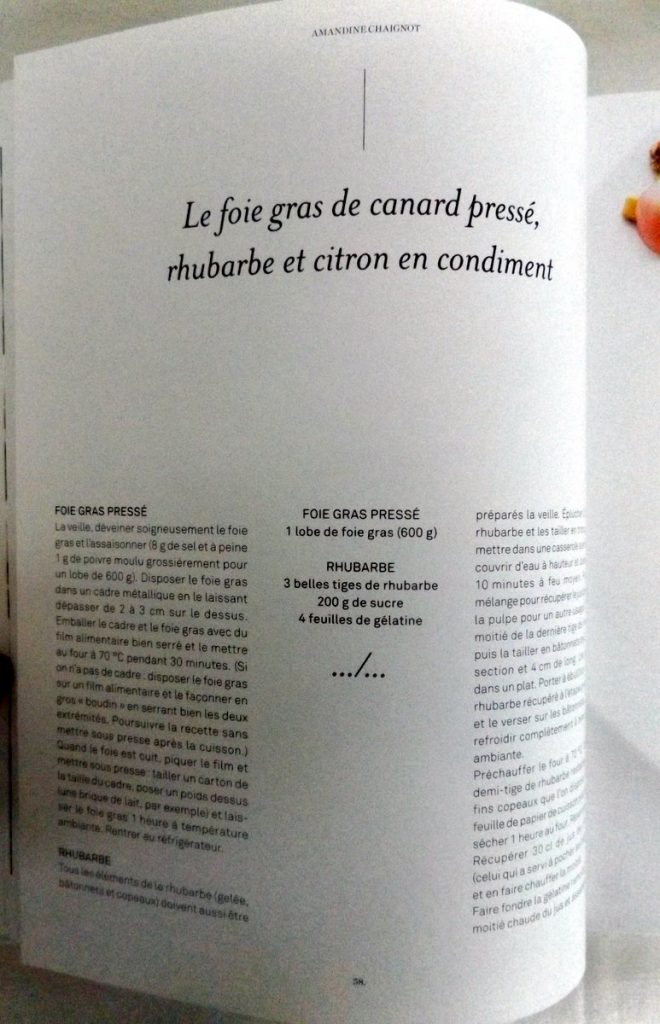 AMANDINE CHAIGNOT
Le foie gras de canard pressé,
rhubarbe et citron en condiment
FOIE GRAS PRESSÉ
La veille, déveiner soigneusement le foie
gras et l'assaisonner (8 g de sel et à peine
1 g de poivre moulu grossièrement pour
un lobe de 600 g). Disposer le foie gras
dans un cadre métallique en le laissant
dépasser de 2 à 3 cm sur le dessus.
Emballer le cadre et le foie gras avec du
film alimentaire bien serré et le mettre
au four à 70 °C pendant 30 minutes. (Si
on n'a pas de cadre : disposer le foie gras
sur un film alimentaire et le façonner en
gros « boudin » en serrant bien les deux
extrémités. Poursuivre la recette sans
mettre sous presse après la cuisson.)
Quand le foie est cuit, piquer le film et
mettre sous presse : tailler un carton de
la taille du cadre, poser un poids dessus
(une brique de lait, par exemple) et lais-
ser le foie gras 1 heure à température
ambiante. Rentrer au réfrigérateur.
RHUBARBE
Tous les éléments de la rhubarbe (gelée,
bâtonnets et copeaux) doivent aussi être
FOIE GRAS PRESSÉ
1 lobe de foie gras (600 g)
RHUBARBE
3 belles tiges de rhubarbe
200 g de sucre
4 feuilles de gélatine
.../...
préparés la veille. Éplucher
rhubarbe et les tailler en
mettre dans une casserole
couvrir d'eau à hauteur et
10 minutes à feu moyen
mélange pour récupérer le
la pulpe pour un autre usage
moitié de la dernière tige
puis la tailler en bâtonnets
section et 4 cm de long
dans un plat. Porter à
rhubarbe récupéré à l'étape
et le verser sur les
refroidir complètement à
ambiante.
Préchauffer le four à 70 °C
demi-tige de rhubarbe
fins copeaux que l'on
feuille de papier de cuisson
sécher 1 heure au four.
Récupérer 30 cl de jus
(celui qui a servi à pocher
et en faire chauffer la moitié.
Faire fondre la gélatine
moitié chaude du jus et
58.